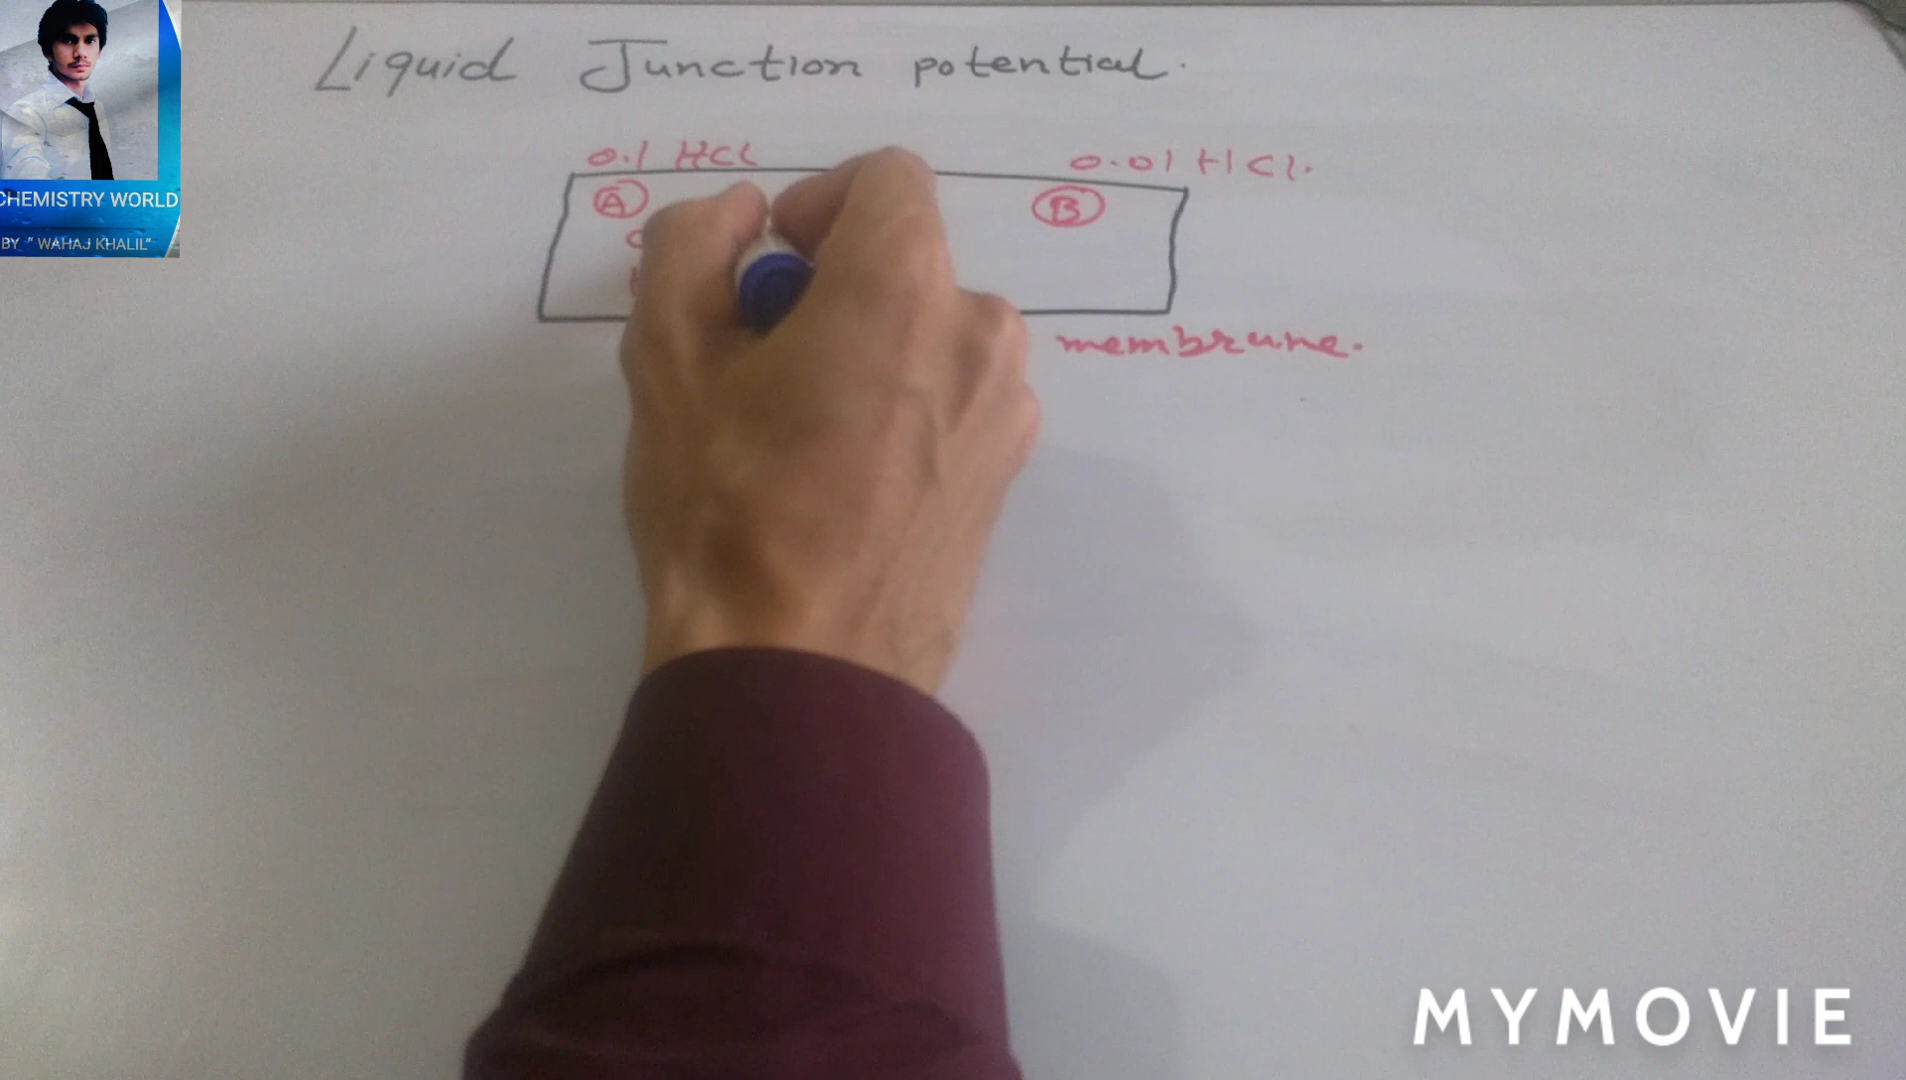 Liquid Junction potential.
0.1 HCl
0.01 HCl.
A
B
membrane.
CHEMISTRY WORLD
BY "WAHAJ KHALIL"
MYMOVIE